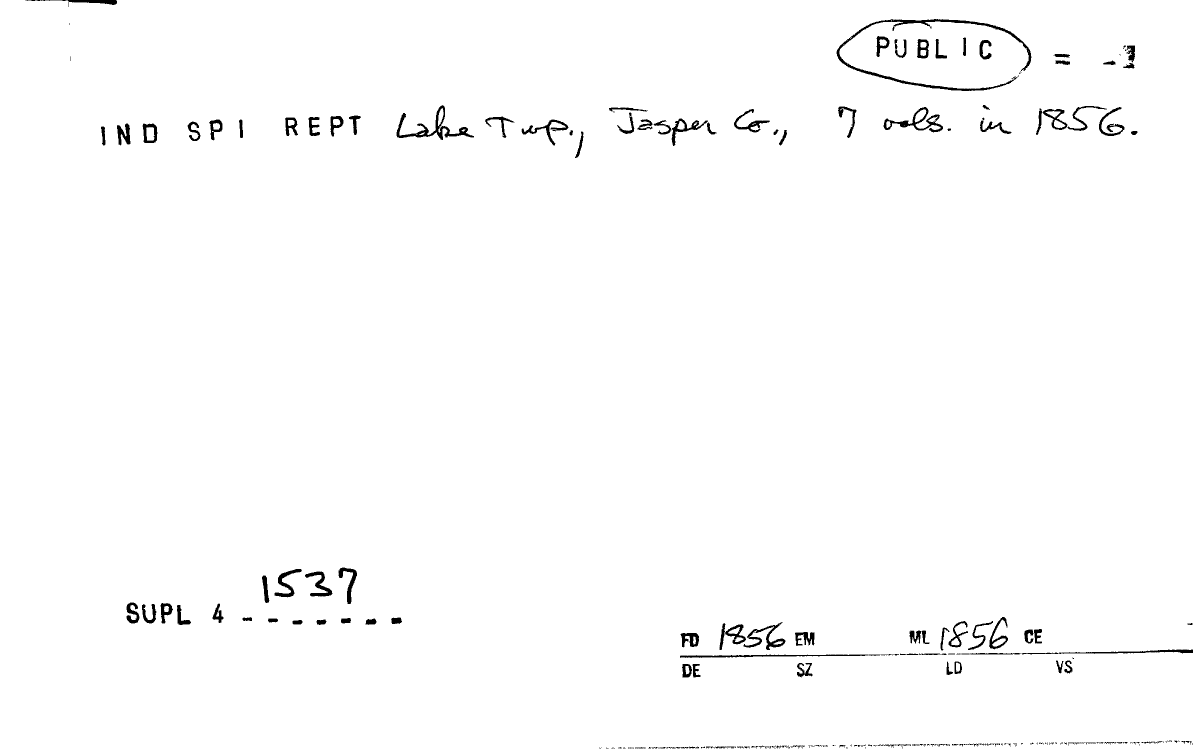 PUBLIC = -1
IND SPI REPT Lake Twp., Jasper Co., 7 vols. in 1856.
1537
SUPL 4 - - - - - - -
FD 1856 EM ML 1856 CE
DE SZ LD VS